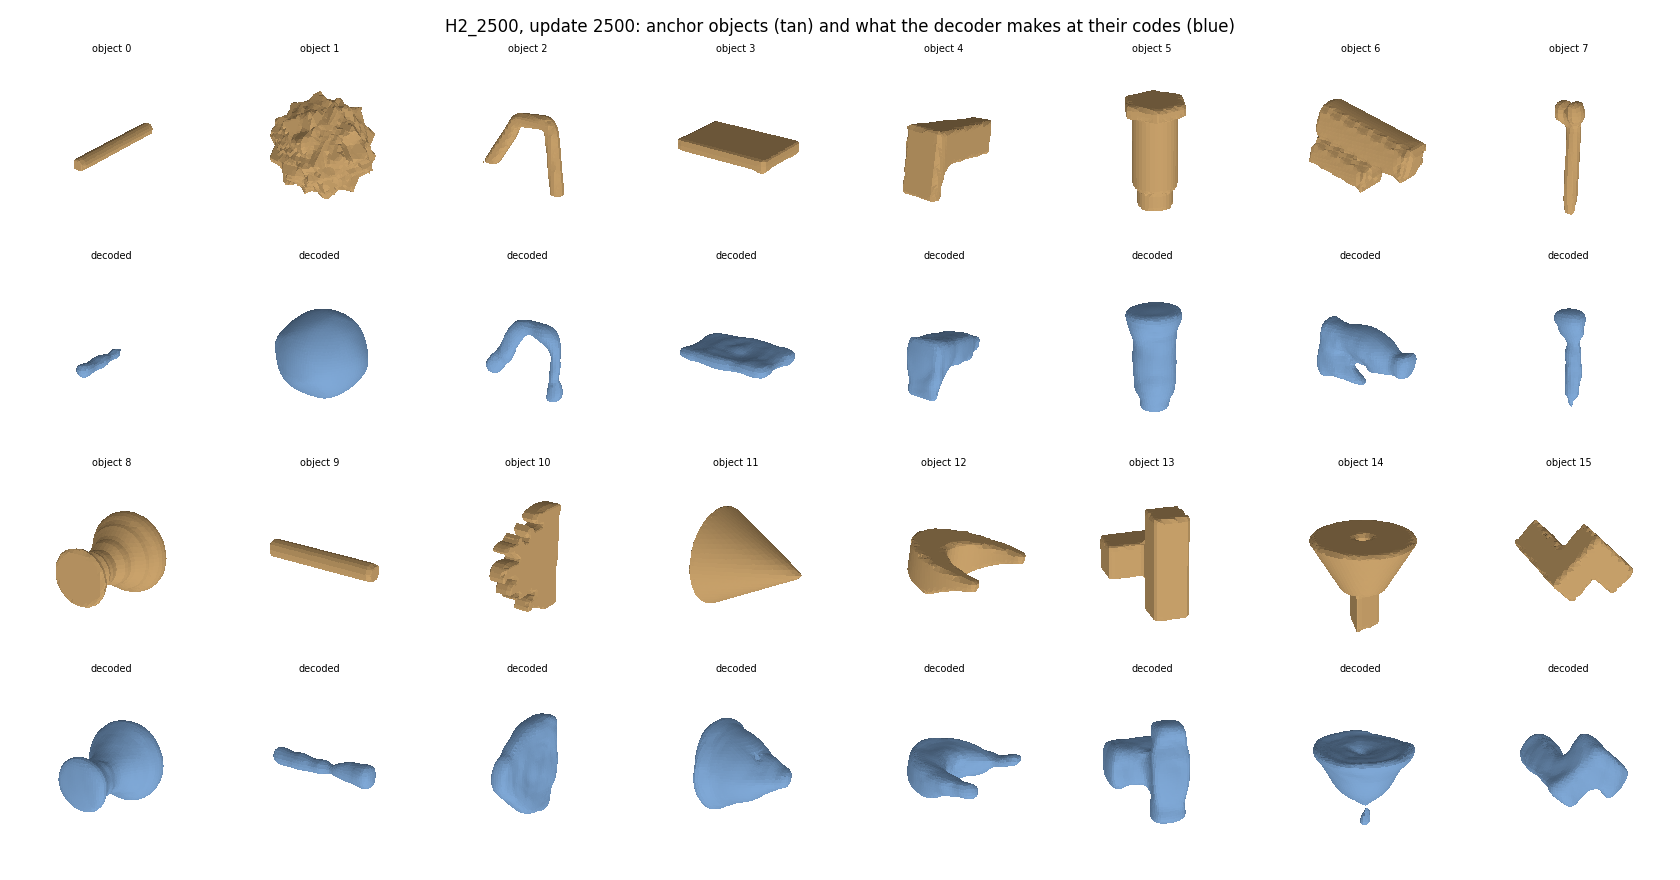 H2_2500, update 2500: anchor objects (tan) and what the decoder makes at their codes (blue)
object 0 object 1 object 2 object 3 object 4 object 5 object 6 object 7
decoded decoded decoded decoded decoded decoded decoded decoded
object 8 object 9 object 10 object 11 object 12 object 13 object 14 object 15
decoded decoded decoded decoded decoded decoded decoded decoded